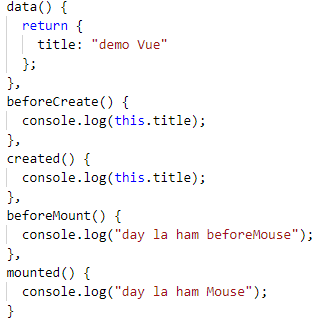 data() {
  return {
    title: "demo Vue"
  };
},
beforeCreate() {
  console.log(this.title);
},
created() {
  console.log(this.title);
},
beforeMount() {
  console.log("day la ham beforeMouse");
},
mounted() {
  console.log("day la ham Mouse");
}